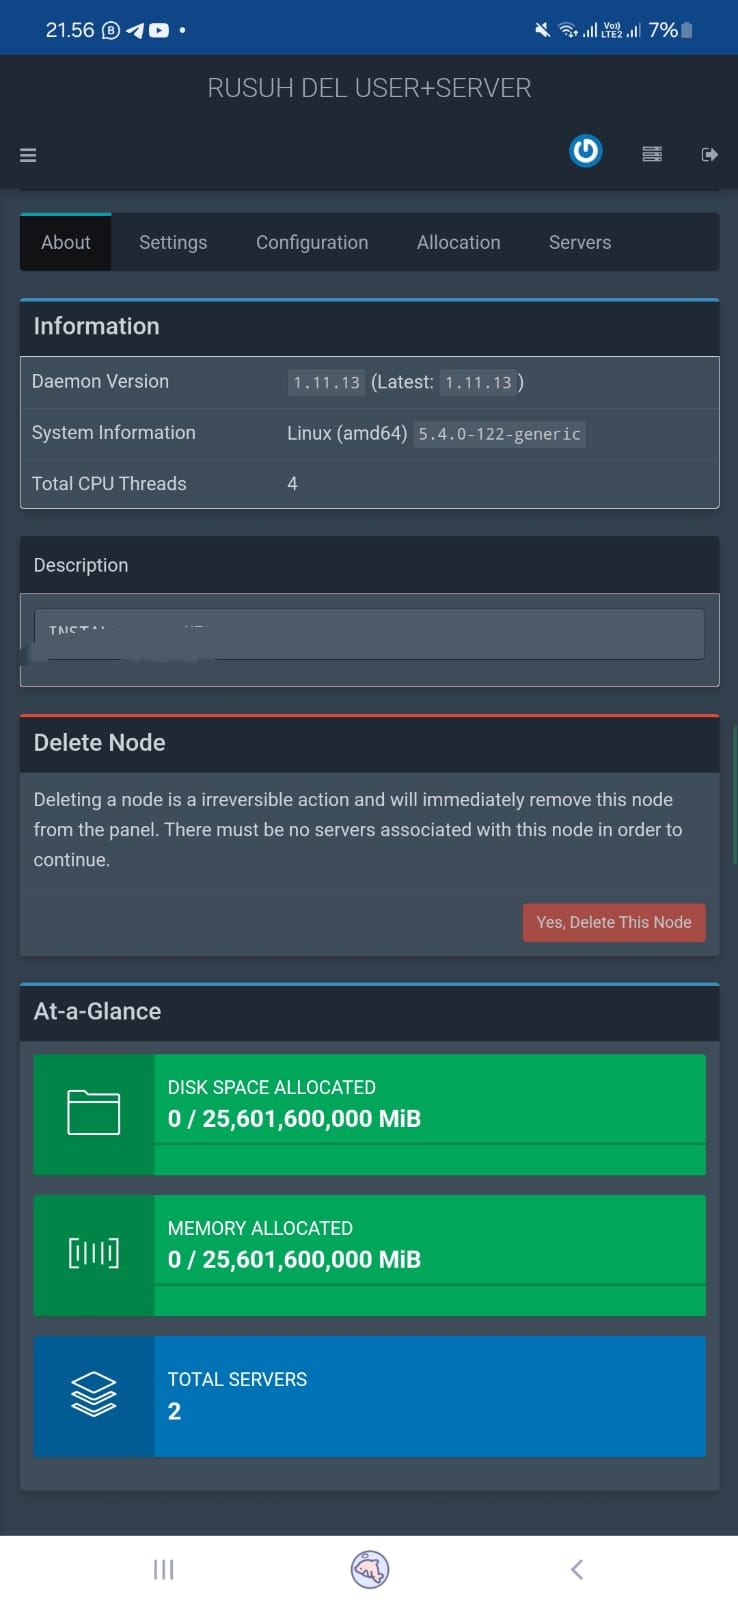 21.56
Vo))
LTE2
7%
RUSUH DEL USER+SERVER
About Settings Configuration Allocation Servers
Information
Daemon Version 1.11.13 (Latest: 1.11.13)
System Information Linux (amd64) 5.4.0-122-generic
Total CPU Threads 4
Description
Delete Node
Deleting a node is a irreversible action and will immediately remove this node
from the panel. There must be no servers associated with this node in order to
continue.
Yes, Delete This Node
At-a-Glance
DISK SPACE ALLOCATED
0 / 25,601,600,000 MiB
MEMORY ALLOCATED
0 / 25,601,600,000 MiB
TOTAL SERVERS
2